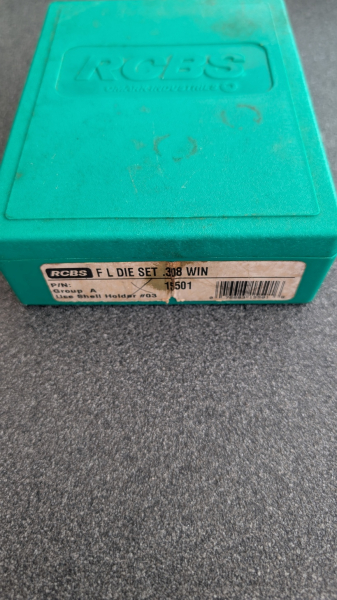 RCBS
RCBS F L DIE SET .308 WIN
P/N: 15501
Group A
Use Shell Holder #03